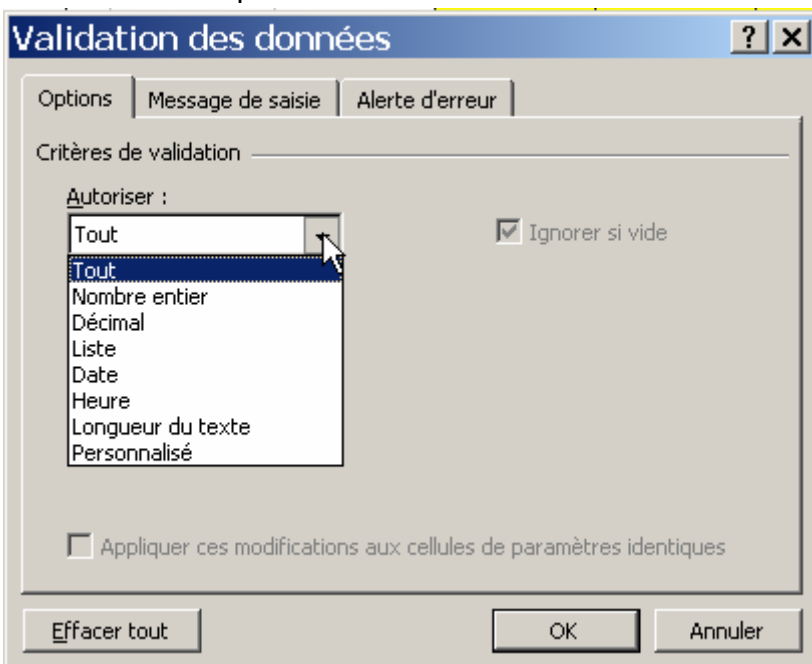 Validation des données
Options Message de saisie Alerte d'erreur
Critères de validation
Autoriser :
Tout Ignorer si vide
Tout
Nombre entier
Décimal
Liste
Date
Heure
Longueur du texte
Personnalisé
Appliquer ces modifications aux cellules de paramètres identiques
Effacer tout OK Annuler